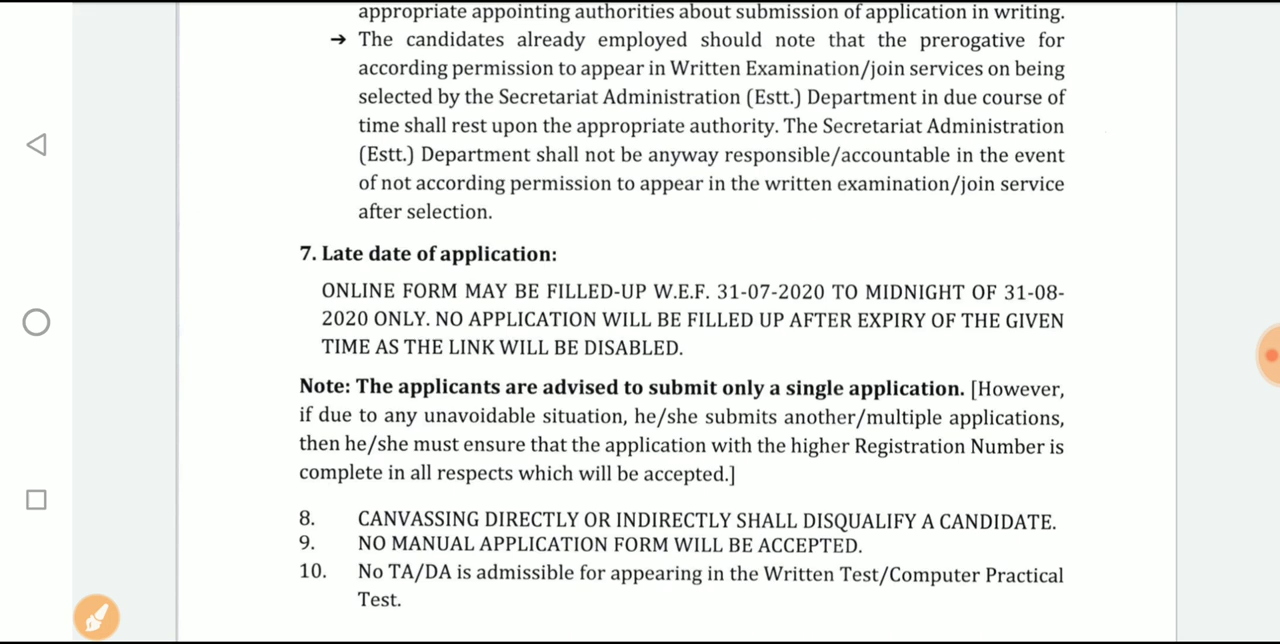 appropriate appointing authorities about submission of application in writing.
➔ The candidates already employed should note that the prerogative for
according permission to appear in Written Examination/join services on being
selected by the Secretariat Administration (Estt.) Department in due course of
time shall rest upon the appropriate authority. The Secretariat Administration
(Estt.) Department shall not be anyway responsible/accountable in the event
of not according permission to appear in the written examination/join service
after selection.
7. Late date of application:
ONLINE FORM MAY BE FILLED-UP W.E.F. 31-07-2020 TO MIDNIGHT OF 31-08-
2020 ONLY. NO APPLICATION WILL BE FILLED UP AFTER EXPIRY OF THE GIVEN
TIME AS THE LINK WILL BE DISABLED.
Note: The applicants are advised to submit only a single application. [However,
if due to any unavoidable situation, he/she submits another/multiple applications,
then he/she must ensure that the application with the higher Registration Number is
complete in all respects which will be accepted.]
8. CANVASSING DIRECTLY OR INDIRECTLY SHALL DISQUALIFY A CANDIDATE.
9. NO MANUAL APPLICATION FORM WILL BE ACCEPTED.
10. No TA/DA is admissible for appearing in the Written Test/Computer Practical
Test.